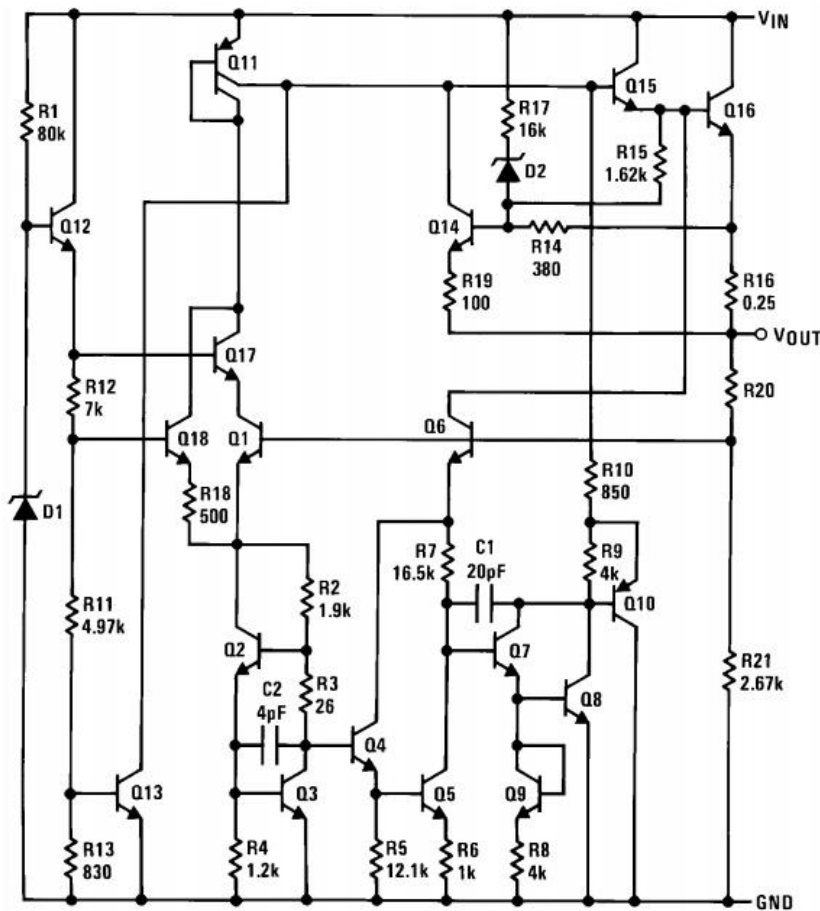 V_IN
Q11
Q15
Q16
R1
80k
R17
16k
R15
1.62k
D2
Q12
Q14
R14
380
R16
0.25
R19
100
V_OUT
Q17
R12
7k
R20
Q18
Q1
Q6
R10
850
R18
500
D1
R7
16.5k
C1
20pF
R9
4k
Q10
R2
1.9k
R11
4.97k
Q2
Q7
R3
26
R21
2.67k
C2
4pF
Q8
Q4
Q13
Q3
Q5
Q9
R13
830
R4
1.2k
R5
12.1k
R6
1k
R8
4k
GND